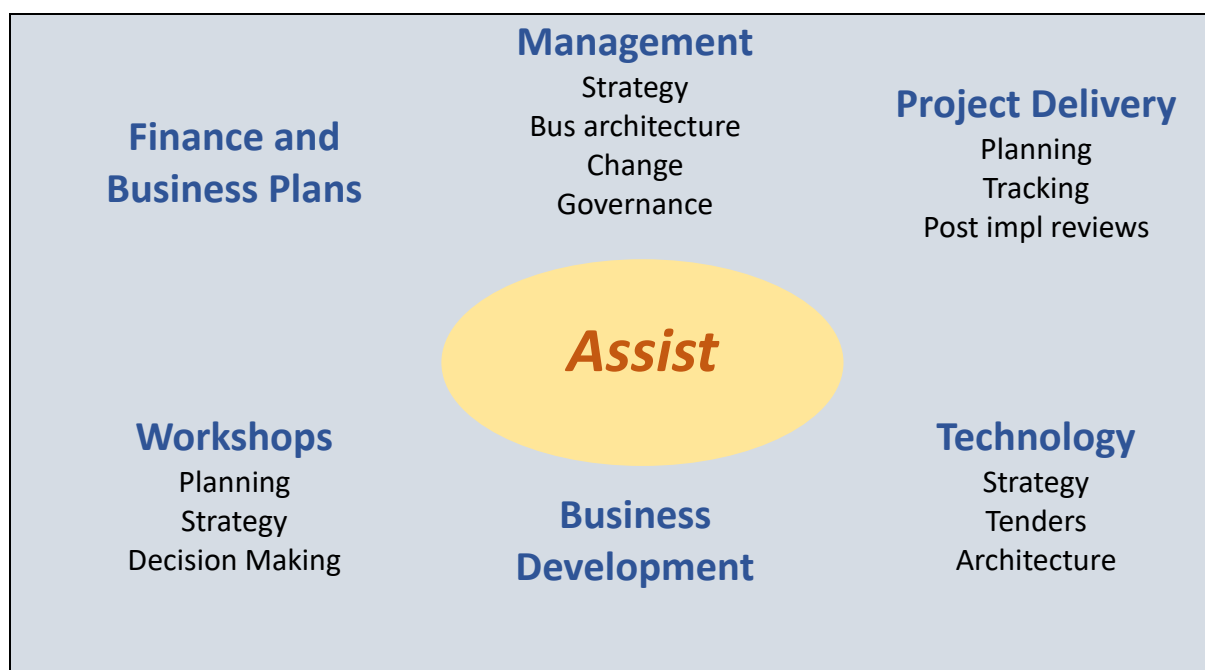 Management
Strategy
Bus architecture
Change
Governance
Project Delivery
Planning
Tracking
Post impl reviews
Finance and
Business Plans
Assist
Workshops
Planning
Strategy
Decision Making
Business
Development
Technology
Strategy
Tenders
Architecture